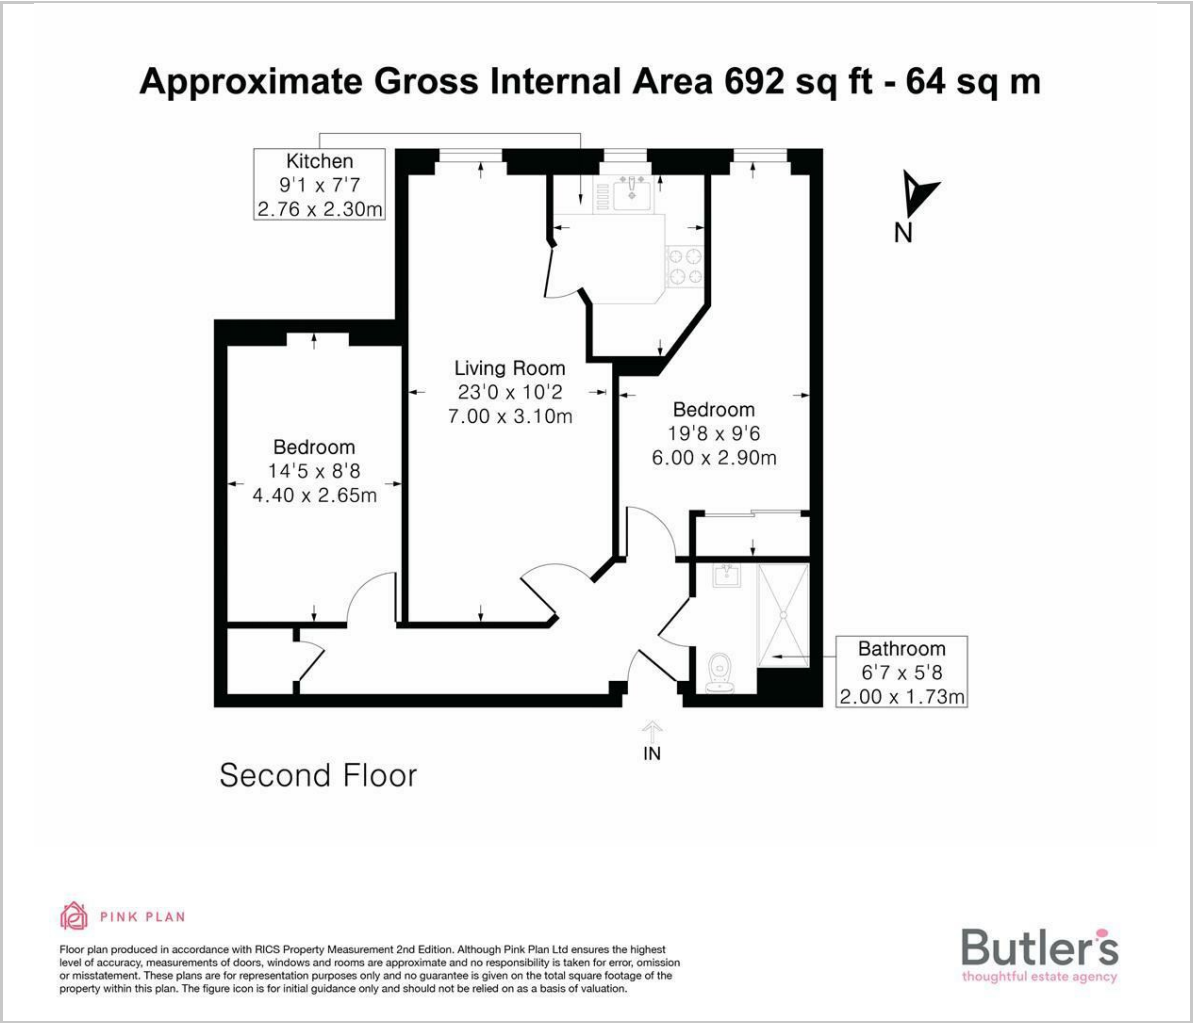 Approximate Gross Internal Area 692 sq ft - 64 sq m
Kitchen
9'1 x 7'7
2.76 x 2.30m
N
Living Room
23'0 x 10'2
7.00 x 3.10m
Bedroom
19'8 x 9'6
6.00 x 2.90m
Bedroom
14'5 x 8'8
4.40 x 2.65m
Bathroom
6'7 x 5'8
2.00 x 1.73m
IN
Second Floor
PINK PLAN
Floor plan produced in accordance with RICS Property Measurement 2nd Edition. Although Pink Plan Ltd ensures the highest
level of accuracy, measurements of doors, windows and rooms are approximate and no responsibility is taken for error, omission
or misstatement. These plans are for representation purposes only and no guarantee is given on the total square footage of the
property within this plan. The figure icon is for initial guidance only and should not be relied on as a basis of valuation.
Butler's
thoughtful estate agency